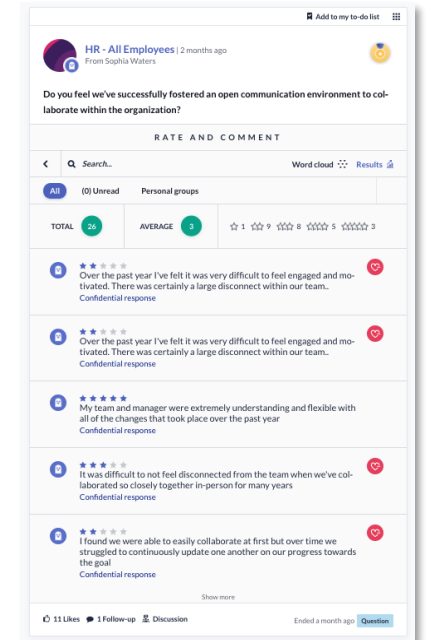 Add to my to-do list
HR - All Employees | 2 months ago
From Sophia Waters
Do you feel we've successfully fostered an open communication environment to col-
laborate within the organization?
RATE AND COMMENT
Search... Word cloud Results
All (0) Unread Personal groups
TOTAL 26 AVERAGE 3 1 9 8 5 3
Over the past year I've felt it was very difficult to feel engaged and mo-
tivated. There was certainly a large disconnect within our team..
Confidential response
Over the past year I've felt it was very difficult to feel engaged and mo-
tivated. There was certainly a large disconnect within our team..
Confidential response
My team and manager were extremely understanding and flexible with
all of the changes that took place over the past year
Confidential response
It was difficult to not feel disconnected from the team when we've col-
laborated so closely together in-person for many years
Confidential response
I found we were able to easily collaborate at first but over time we
struggled to continuously update one another on our progress towards
the goal
Confidential response
Show more
11 Likes 1 Follow-up Discussion Ended a month ago Question